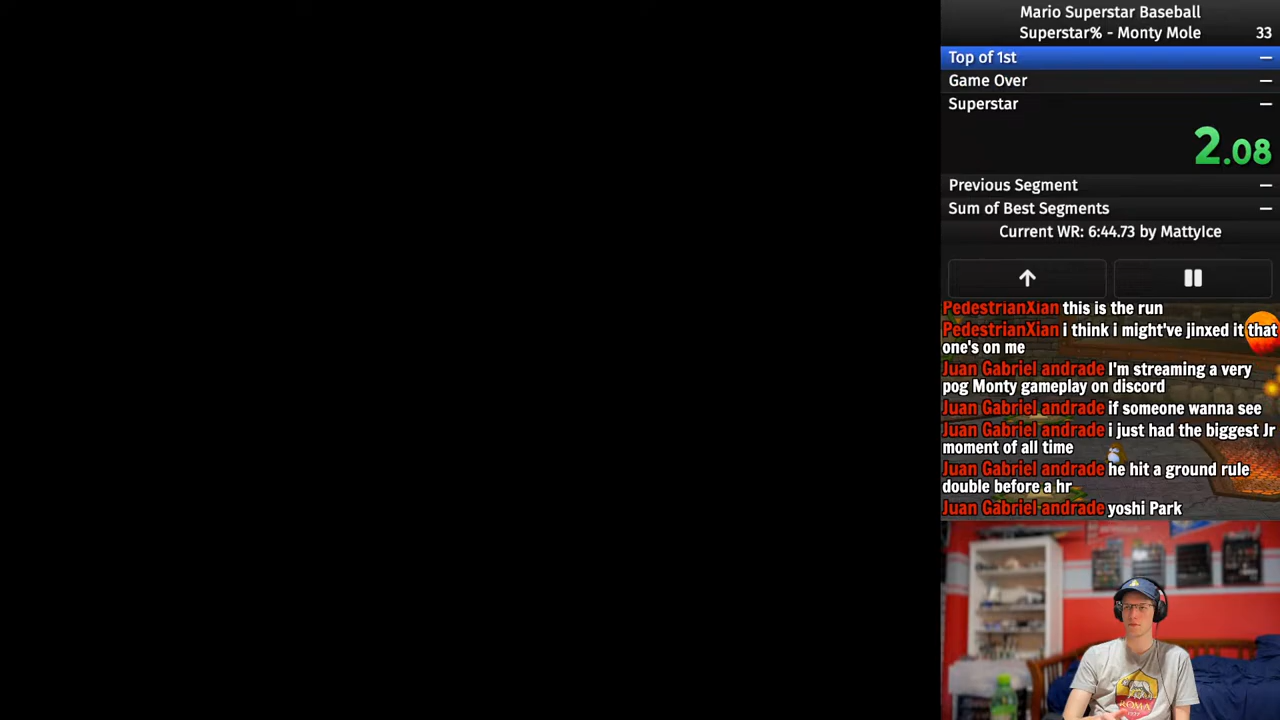 Mario Superstar Baseball
Superstar% - Monty Mole 33
Top of 1st —
Game Over —
Superstar —
2.08
Previous Segment —
Sum of Best Segments —
Current WR: 6:44.73 by MattyIce
PedestrianXian this is the run
PedestrianXian i think i might've jinxed it that
one's on me
Juan Gabriel andrade I'm streaming a very
pog Monty gameplay on discord
Juan Gabriel andrade if someone wanna see
Juan Gabriel andrade i just had the biggest Jr
moment of all time
Juan Gabriel andrade he hit a ground rule
double before a hr
Juan Gabriel andrade yoshi Park
ROMA